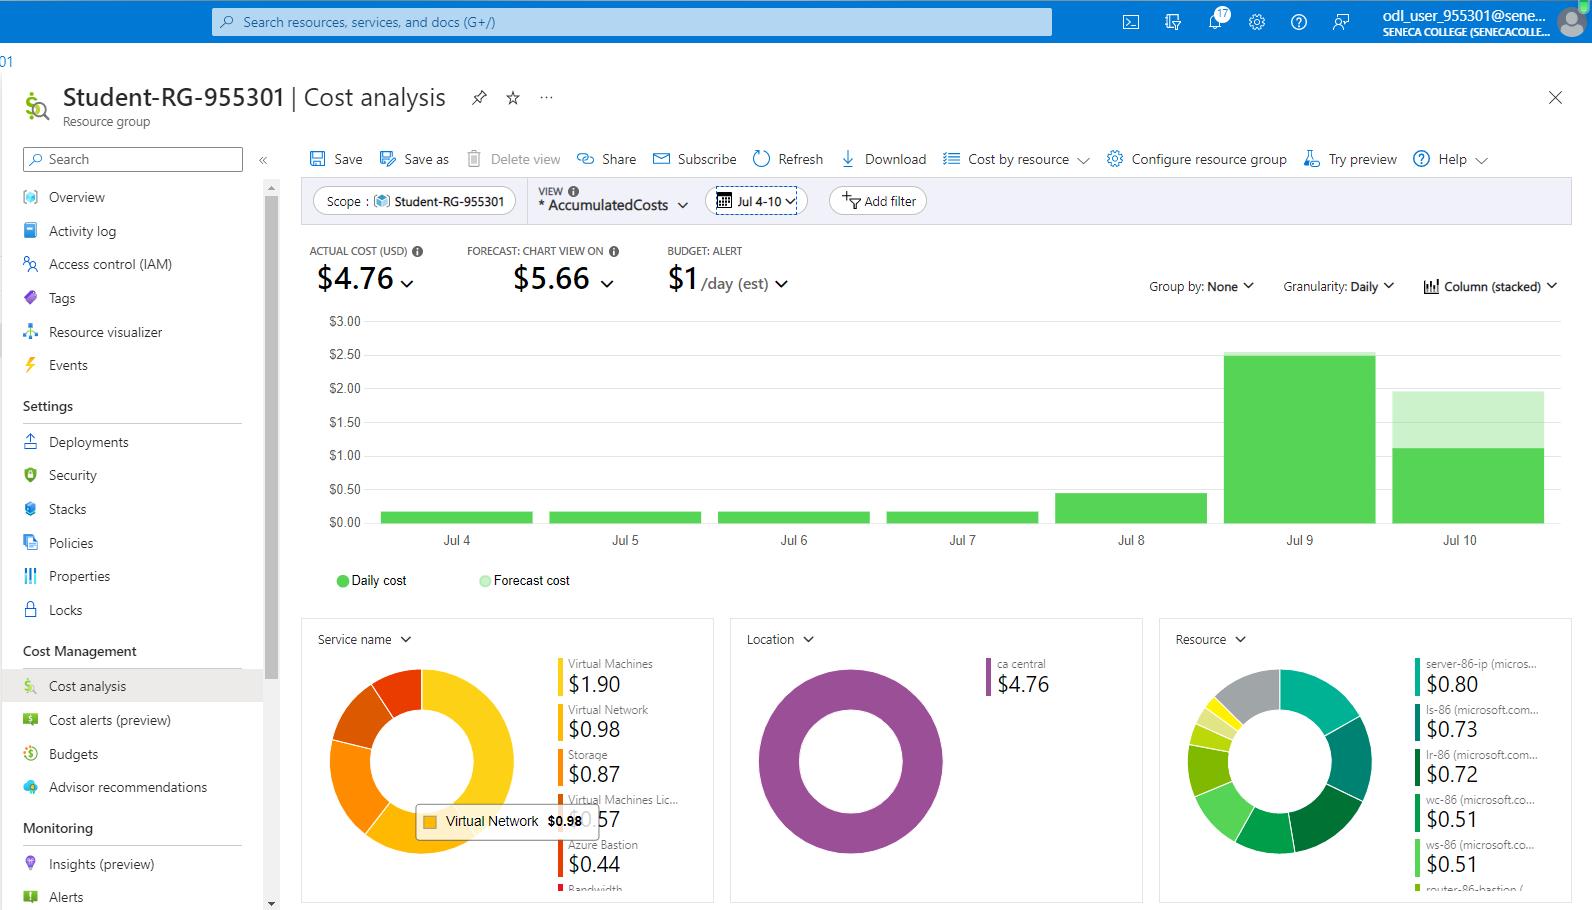 Search resources, services, and docs (G+/)
17
odl_user_955301@sene...
SENECA COLLEGE (SENECACOLLE...
01
Student-RG-955301 | Cost analysis
Resource group
Search
Overview
Activity log
Access control (IAM)
Tags
Resource visualizer
Events
Settings
Deployments
Security
Stacks
Policies
Properties
Locks
Cost Management
Cost analysis
Cost alerts (preview)
Budgets
Advisor recommendations
Monitoring
Insights (preview)
Alerts
Save
Save as
Delete view
Share
Subscribe
Refresh
Download
Cost by resource
Configure resource group
Try preview
Help
Scope : Student-RG-955301
VIEW
* AccumulatedCosts
Jul 4-10
Add filter
ACTUAL COST (USD)
$4.76
FORECAST: CHART VIEW ON
$5.66
BUDGET: ALERT
$1 /day (est)
Group by: None
Granularity: Daily
Column (stacked)
$3.00
$2.50
$2.00
$1.50
$1.00
$0.50
$0.00
Jul 4
Jul 5
Jul 6
Jul 7
Jul 8
Jul 9
Jul 10
Daily cost
Forecast cost
Service name
Virtual Machines
$1.90
Virtual Network
$0.98
Storage
$0.87
Virtual Machines Lic...
$0.57
Azure Bastion
$0.44
Bandwidth
Virtual Network $0.98
Location
ca central
$4.76
Resource
server-86-ip (micros...
$0.80
ls-86 (microsoft.com...
$0.73
lr-86 (microsoft.com...
$0.72
wc-86 (microsoft.co...
$0.51
ws-86 (microsoft.co...
$0.51
router-86-bastion (